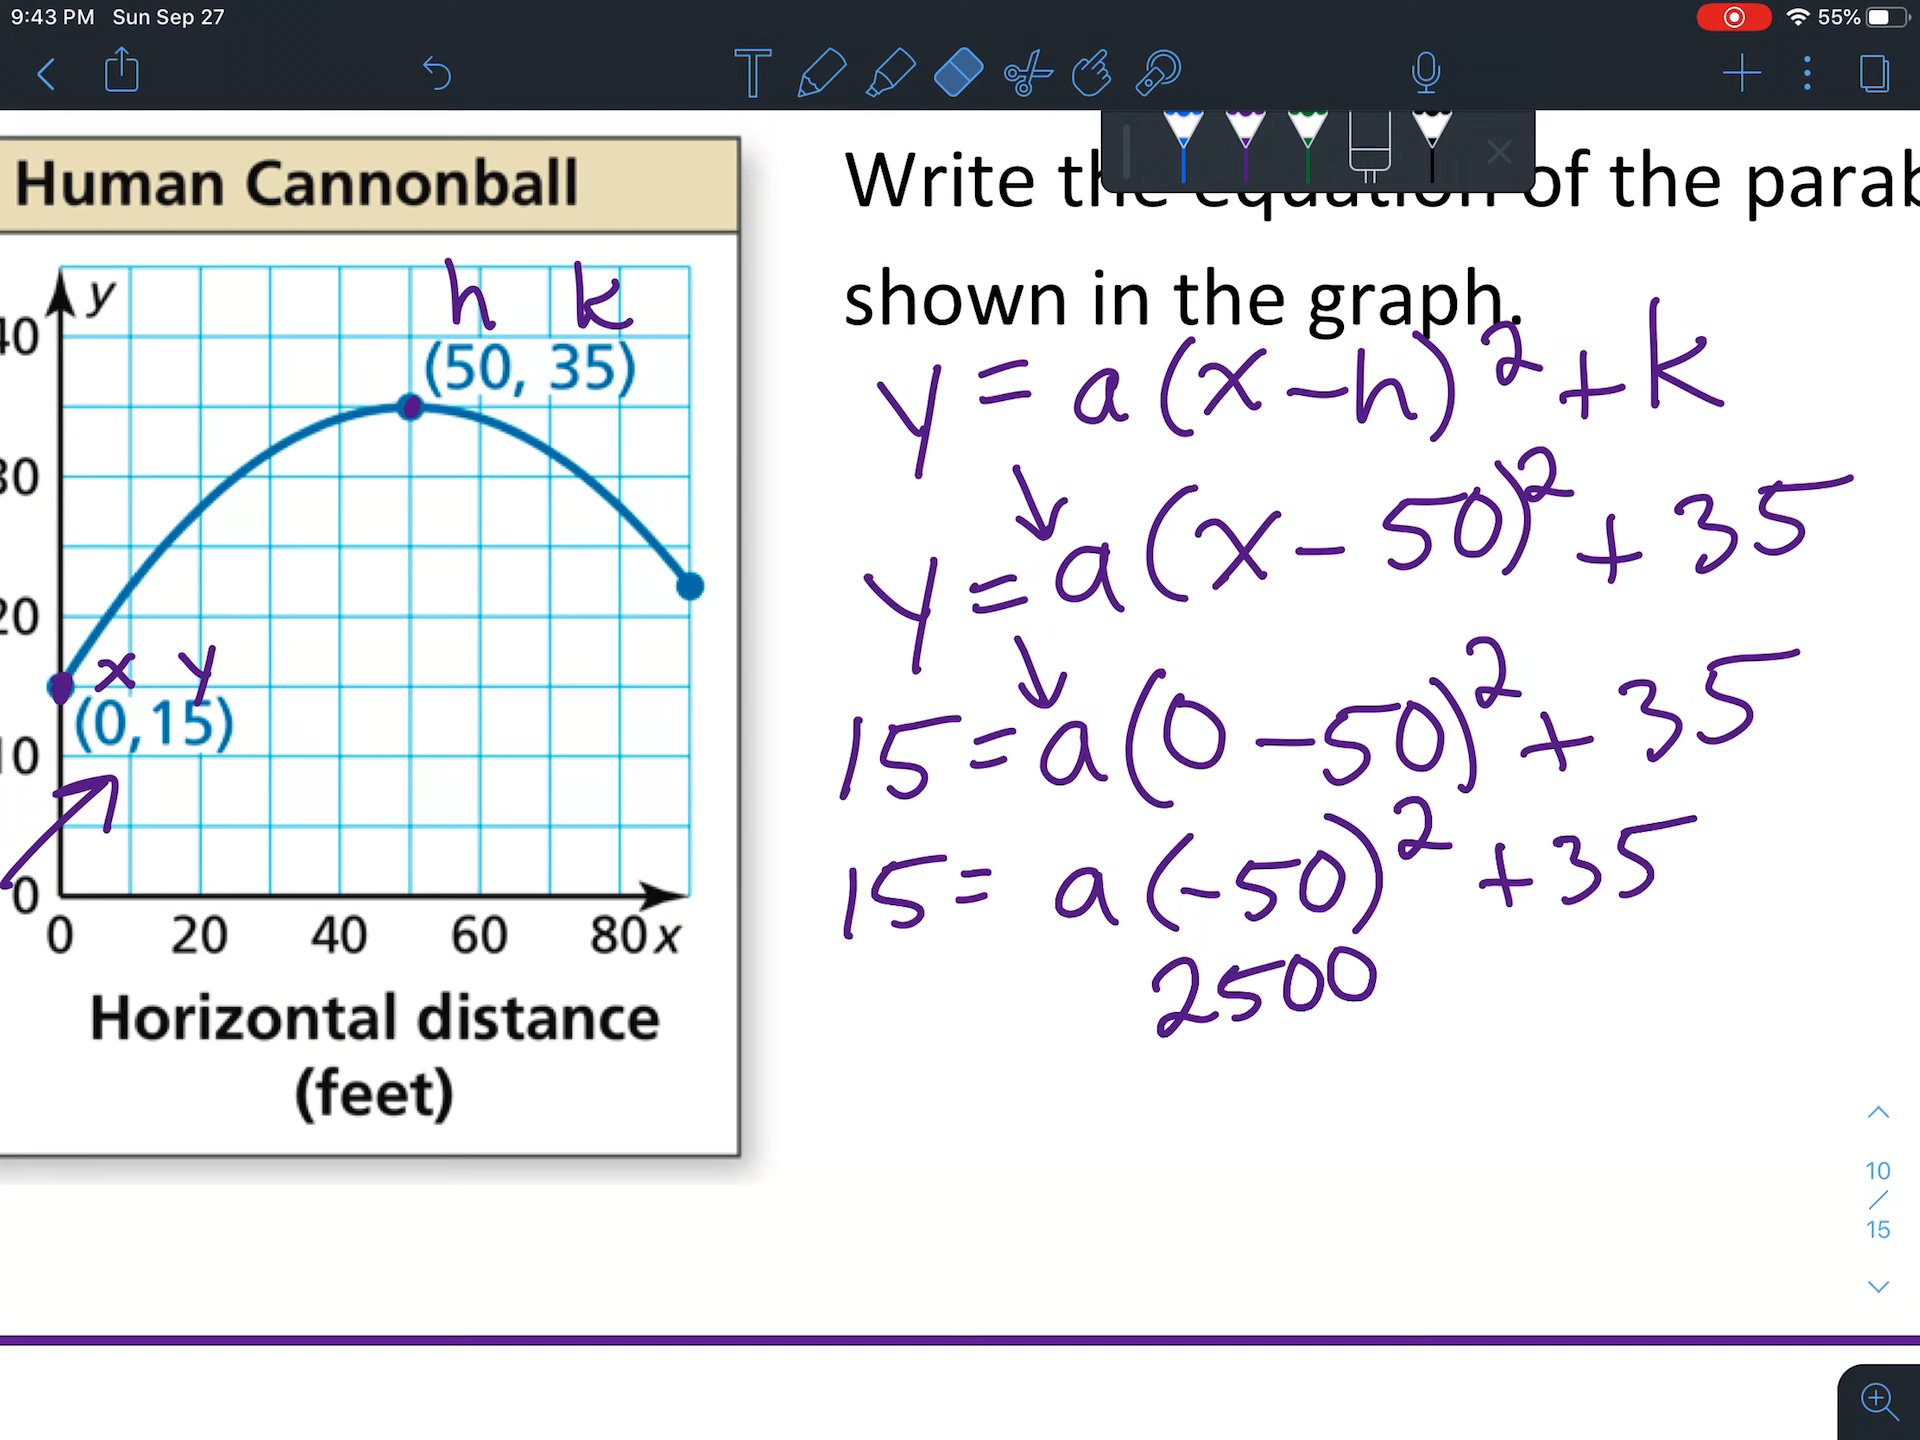 9:43 PM Sun Sep 27
55%
T
Human Cannonball
y
h k
(50, 35)
40
30
20
x y
(0, 15)
10
0
0 20 40 60 80 x
Horizontal distance
(feet)
Write the equation of the parab
shown in the graph.
y = a(x-h)² + k
y = a(x - 50)² + 35
15 = a(0 - 50)² + 35
15 = a(-50)² + 35
2500
10
/
15